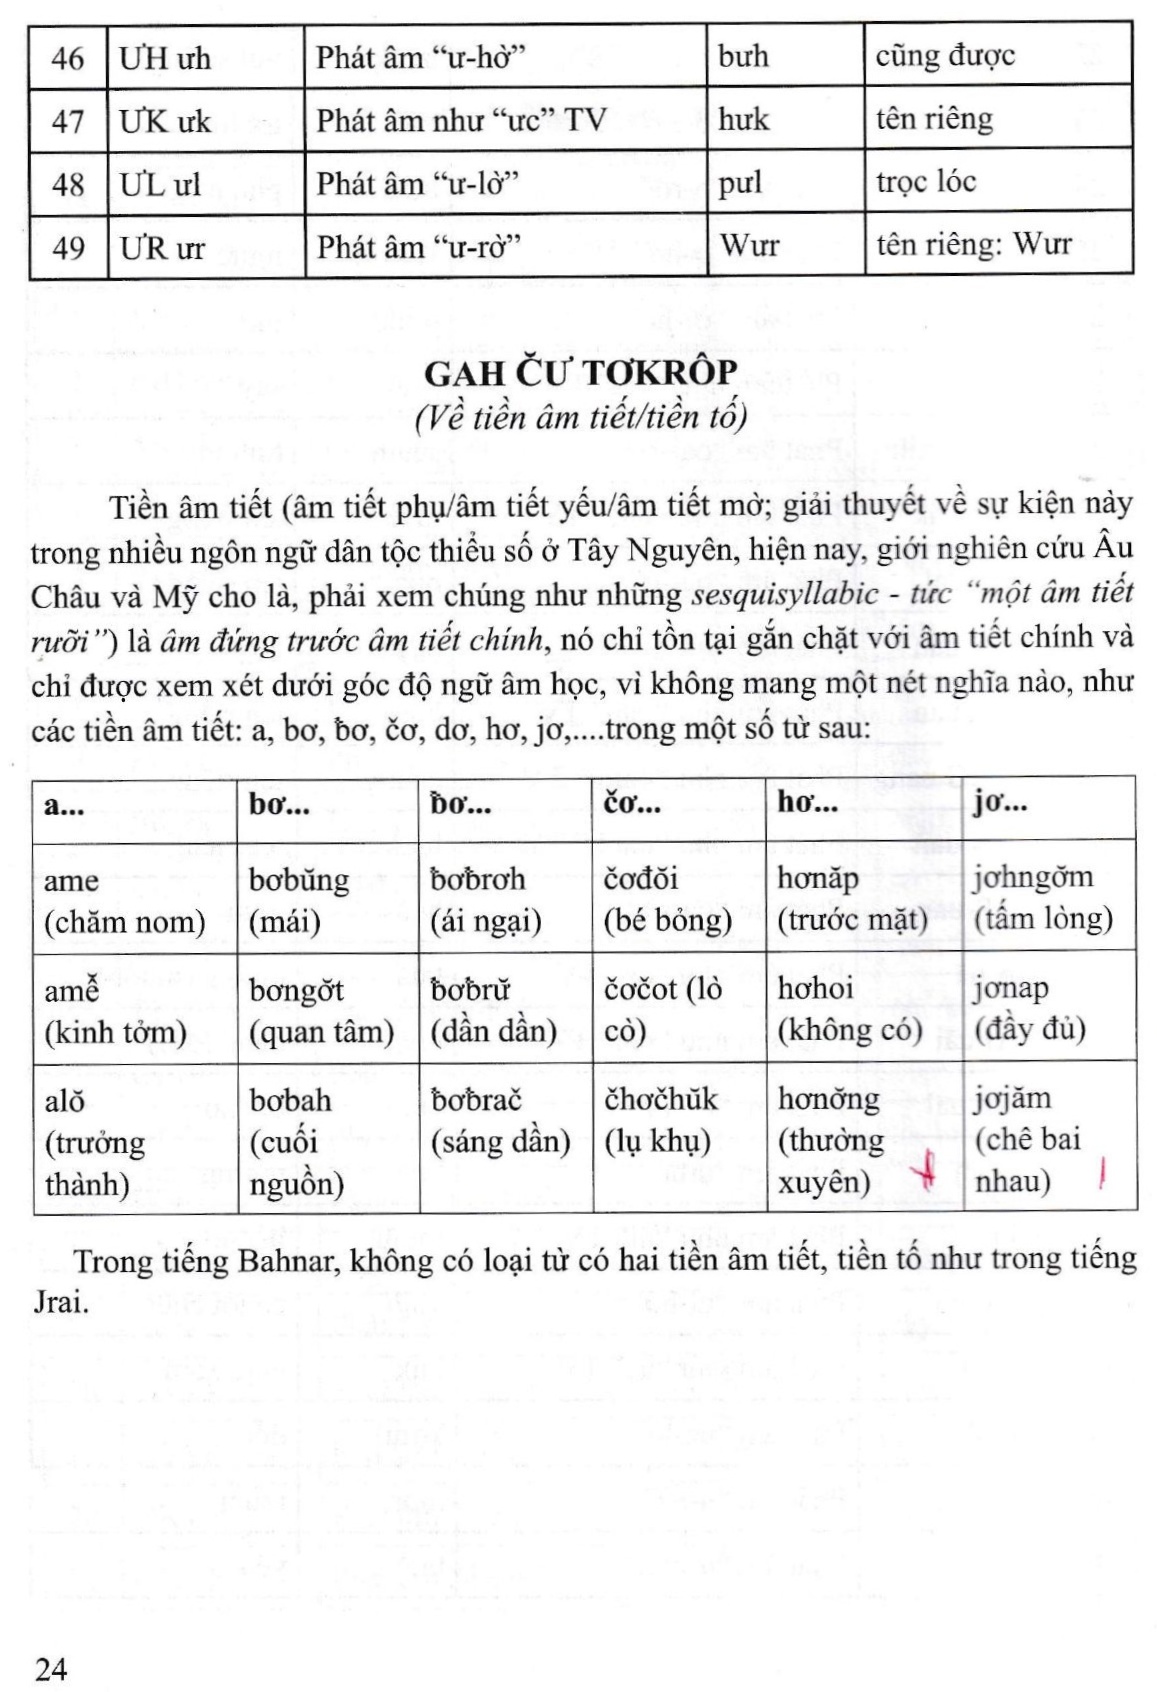 46 ƯH ưh Phát âm “ư-hờ” bưh cũng được
47 ƯK ưk Phát âm như “ưc” TV hưk tên riêng
48 ƯL ưl Phát âm “ư-lờ” pưl trọc lóc
49 ƯR ưr Phát âm “ư-rờ” Wưr tên riêng: Wưr
GAH ČƯ TƠKRÔP
(Về tiền âm tiết/tiền tố)
Tiền âm tiết (âm tiết phụ/âm tiết yếu/âm tiết mờ; giải thuyết về sự kiện này
trong nhiều ngôn ngữ dân tộc thiểu số ở Tây Nguyên, hiện nay, giới nghiên cứu Âu
Châu và Mỹ cho là, phải xem chúng như những sesquisyllabic - tức “một âm tiết
rưỡi”) là âm đứng trước âm tiết chính, nó chỉ tồn tại gắn chặt với âm tiết chính và
chỉ được xem xét dưới góc độ ngữ âm học, vì không mang một nét nghĩa nào, như
các tiền âm tiết: a, bơ, ƀơ, čơ, dơ, hơ, jơ,....trong một số từ sau:
a... bơ... ƀơ... čơ... hơ... jơ...
ame bơbŭng ƀơƀrơh čơđŏi hơnăp jơhngơ̆m
(chăm nom) (mái) (ái ngại) (bé bỏng) (trước mặt) (tấm lòng)
amê̆ bơngơ̆t ƀơƀrư̆ čơčot (lò hơhoi jơnap
(kinh tởm) (quan tâm) (dần dần) cò) (không có) (đầy đủ)
alŏ bơbah ƀơƀrač čhơčhŭk hơnơ̆ng jơjăm
(trưởng (cuối (sáng dần) (lụ khụ) (thường (chê bai
thành) nguồn) xuyên) nhau)
Trong tiếng Bahnar, không có loại từ có hai tiền âm tiết, tiền tố như trong tiếng
Jrai.
24